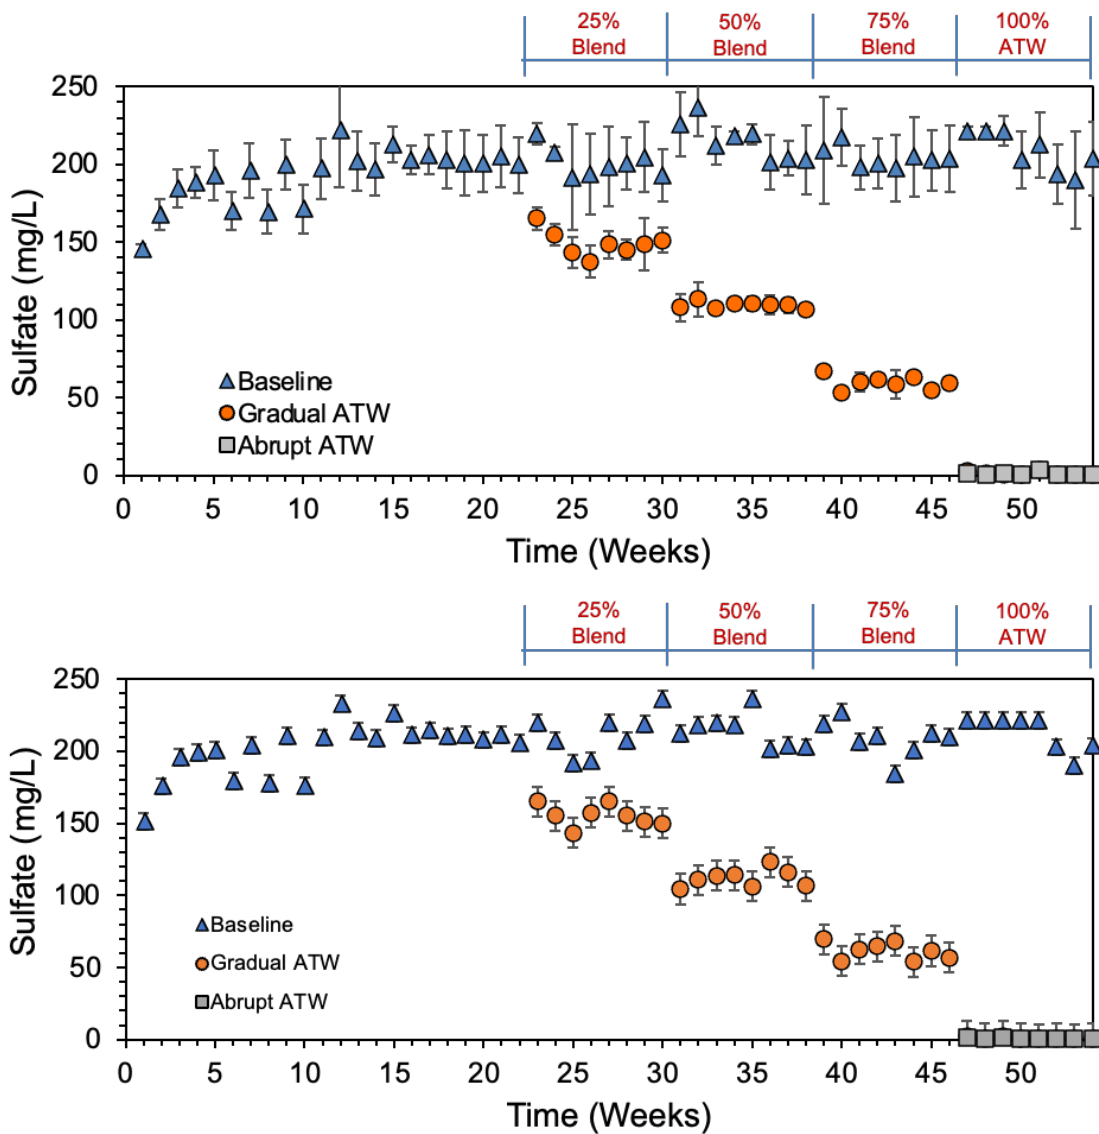 25% 50% 75% 100%
Blend Blend Blend ATW
250
200
150
100
50
0
Sulfate (mg/L)
Baseline
Gradual ATW
Abrupt ATW
0 5 10 15 20 25 30 35 40 45 50
Time (Weeks)
25% 50% 75% 100%
Blend Blend Blend ATW
250
200
150
100
50
0
Sulfate (mg/L)
Baseline
Gradual ATW
Abrupt ATW
0 5 10 15 20 25 30 35 40 45 50
Time (Weeks)